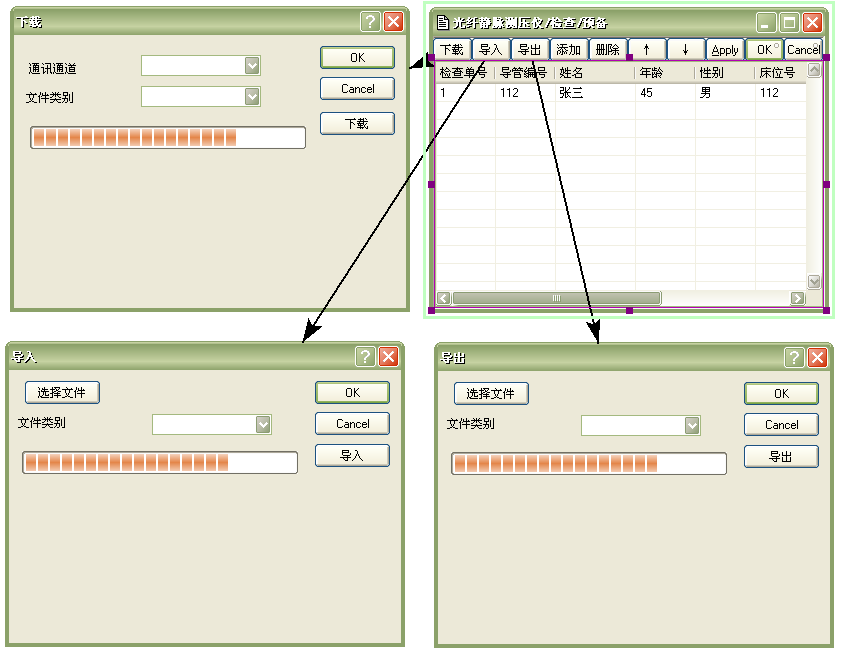 下载
通讯通道
文件类别
OK
Cancel
下载
光纤静脉测压仪/检查/预备
下载 导入 导出 添加 删除 ↑ ↓ Apply OK Cancel
检查单号 导管编号 姓名 年龄 性别 床位号
1 112 张三 45 男 112
导入
选择文件
文件类别
OK
Cancel
导入
导出
选择文件
文件类别
OK
Cancel
导出